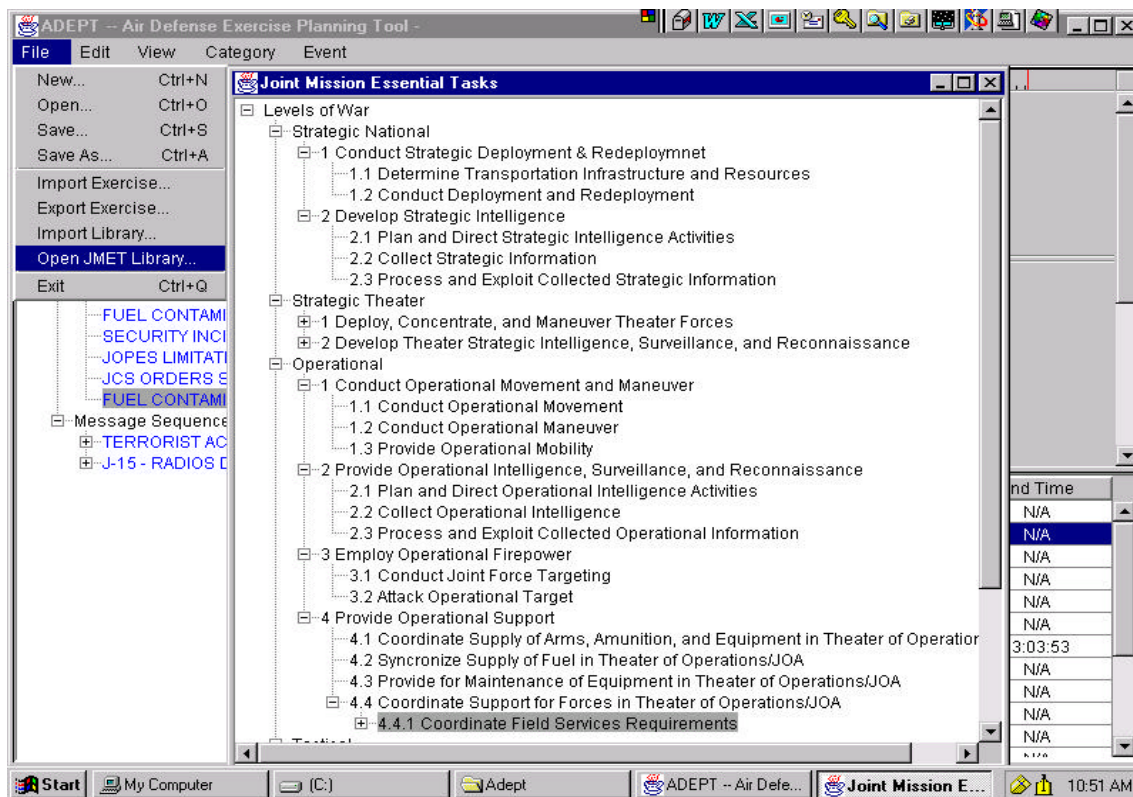 ADEPT -- Air Defense Exercise Planning Tool -
File Edit View Category Event
New... Ctrl+N
Open... Ctrl+O
Save... Ctrl+S
Save As... Ctrl+A
Import Exercise...
Export Exercise...
Import Library...
Open JMET Library...
Exit Ctrl+Q
FUEL CONTAMI
SECURITY INCI
JOPES LIMITATI
JCS ORDERS S
FUEL CONTAMI
Message Sequence
TERRORIST AC
J-15 - RADIOS D
Joint Mission Essential Tasks
Levels of War
Strategic National
1 Conduct Strategic Deployment & Redeploymnet
1.1 Determine Transportation Infrastructure and Resources
1.2 Conduct Deployment and Redeployment
2 Develop Strategic Intelligence
2.1 Plan and Direct Strategic Intelligence Activities
2.2 Collect Strategic Information
2.3 Process and Exploit Collected Strategic Information
Strategic Theater
1 Deploy, Concentrate, and Maneuver Theater Forces
2 Develop Theater Strategic Intelligence, Surveillance, and Reconnaissance
Operational
1 Conduct Operational Movement and Maneuver
1.1 Conduct Operational Movement
1.2 Conduct Operational Maneuver
1.3 Provide Operational Mobility
2 Provide Operational Intelligence, Surveillance, and Reconnaissance
2.1 Plan and Direct Operational Intelligence Activities
2.2 Collect Operational Intelligence
2.3 Process and Exploit Collected Operational Information
3 Employ Operational Firepower
3.1 Conduct Joint Force Targeting
3.2 Attack Operational Target
4 Provide Operational Support
4.1 Coordinate Supply of Arms, Amunition, and Equipment in Theater of Operation
4.2 Syncronize Supply of Fuel in Theater of Operations/JOA
4.3 Provide for Maintenance of Equipment in Theater of Operations/JOA
4.4 Coordinate Support for Forces in Theater of Operations/JOA
4.4.1 Coordinate Field Services Requirements
Tactical
nd Time
N/A
N/A
N/A
N/A
N/A
N/A
3:03:53
N/A
N/A
N/A
N/A
N/A
Start My Computer (C:) Adept ADEPT -- Air Defe... Joint Mission E... 10:51 AM